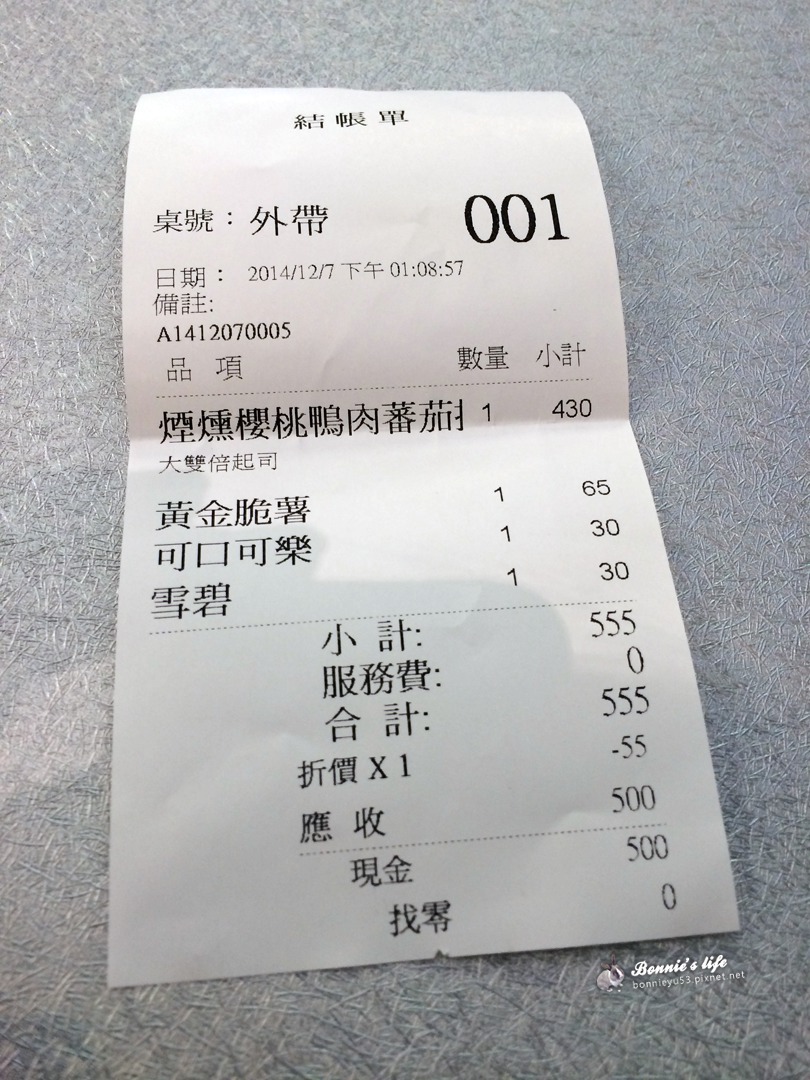 結帳單
桌號：外帶 001
日期： 2014/12/7 下午 01:08:57
備註:
A1412070005
品 項 數量 小計
煙燻櫻桃鴨肉蕃茄 1 430
大雙倍起司
黃金脆薯 1 65
可口可樂 1 30
雪碧 1 30
小 計: 555
服務費: 0
合 計: 555
折價 X 1 -55
應 收 500
現金 500
找零 0
Bonnie's life
bonnieyu53.pixnet.net